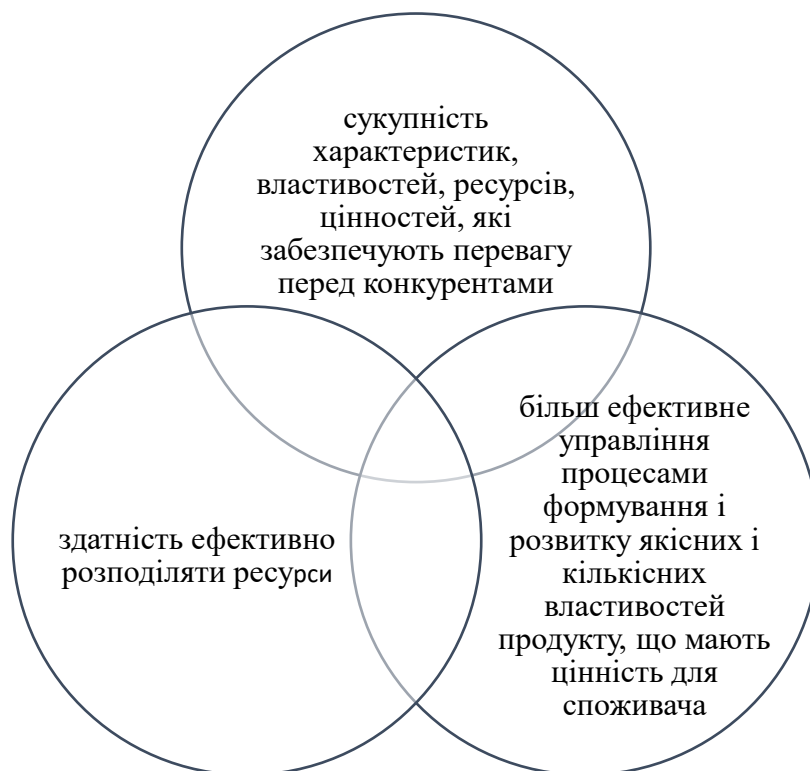 сукупність
характеристик,
властивостей, ресурсів,
цінностей, які
забезпечують перевагу
перед конкурентами
здатність ефективно
розподіляти ресурси
більш ефективне
управління
процесами
формування і
розвитку якісних і
кількісних
властивостей
продукту, що мають
цінність для
споживача